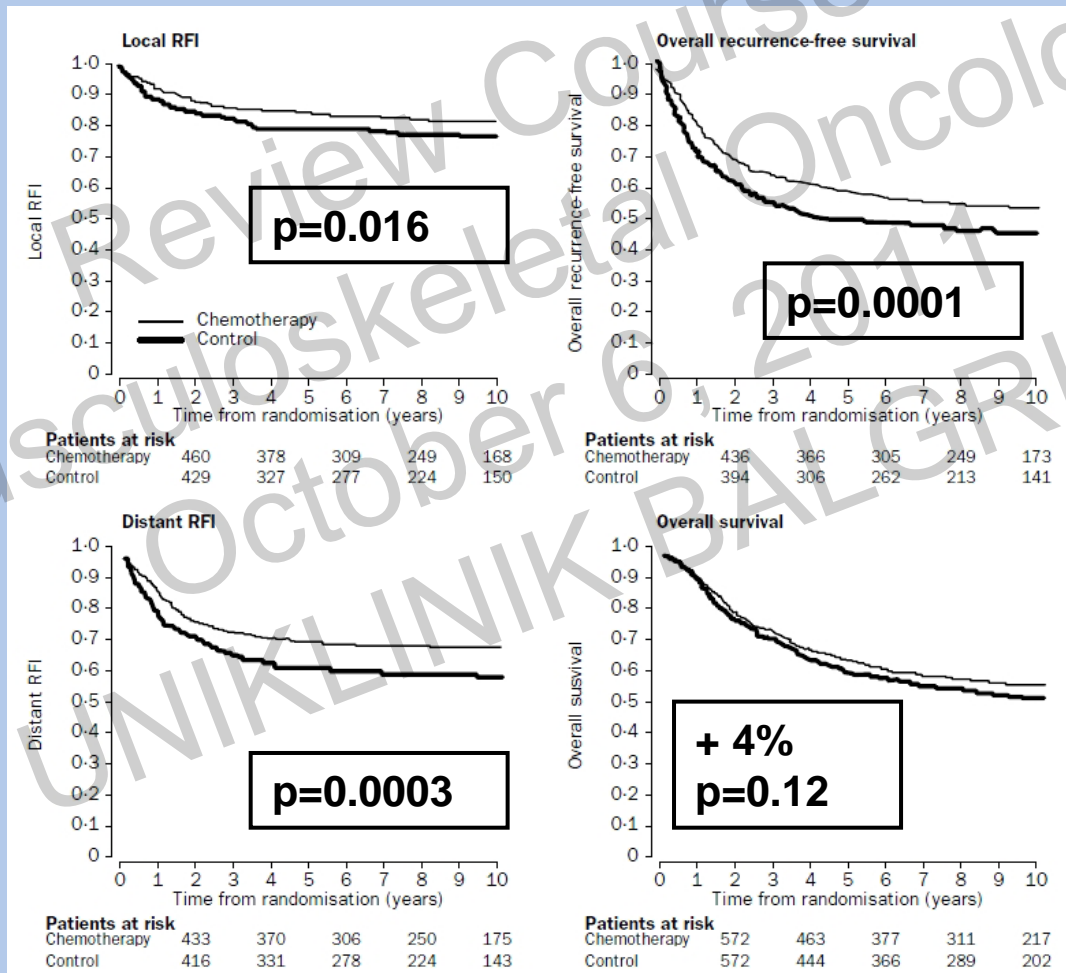 Local RFI
1·0
0·9
0·8
0·7
0·6
0·5
0·4
0·3
0·2
0·1
0
Local RFI
p=0.016
Chemotherapy
Control
0 1 2 3 4 5 6 7 8 9 10
Time from randomisation (years)
Patients at risk
Chemotherapy 460 378 309 249 168
Control 429 327 277 224 150
Overall recurrence-free survival
1·0
0·9
0·8
0·7
0·6
0·5
0·4
0·3
0·2
0·1
0
Overall recurrence-free survival
p=0.0001
0 1 2 3 4 5 6 7 8 9 10
Time from randomisation (years)
Patients at risk
Chemotherapy 436 366 305 249 173
Control 394 306 262 213 141
Distant RFI
1·0
0·9
0·8
0·7
0·6
0·5
0·4
0·3
0·2
0·1
0
Distant RFI
p=0.0003
0 1 2 3 4 5 6 7 8 9 10
Time from randomisation (years)
Patients at risk
Chemotherapy 433 370 306 250 175
Control 416 331 278 224 143
Overall survival
1·0
0·9
0·8
0·7
0·6
0·5
0·4
0·3
0·2
0·1
0
Overall susvival
+ 4%
p=0.12
0 1 2 3 4 5 6 7 8 9 10
Time from randomisation (years)
Patients at risk
Chemotherapy 572 463 377 311 217
Control 572 444 366 289 202
Review Cours
sculoskeletal Oncolo
October 6, 2011
UNIKLINIK BALGRI